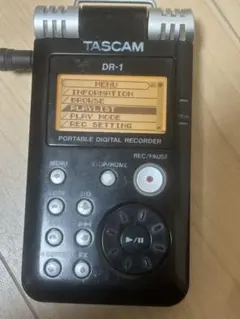 TASCAM
DR-1
MENU
INFORMATION
BROWSE
PLAYLIST
PLAY MODE
REC SETTING
PORTABLE DIGITAL RECORDER
MENU
STOP/HOME
REC/PAUSE